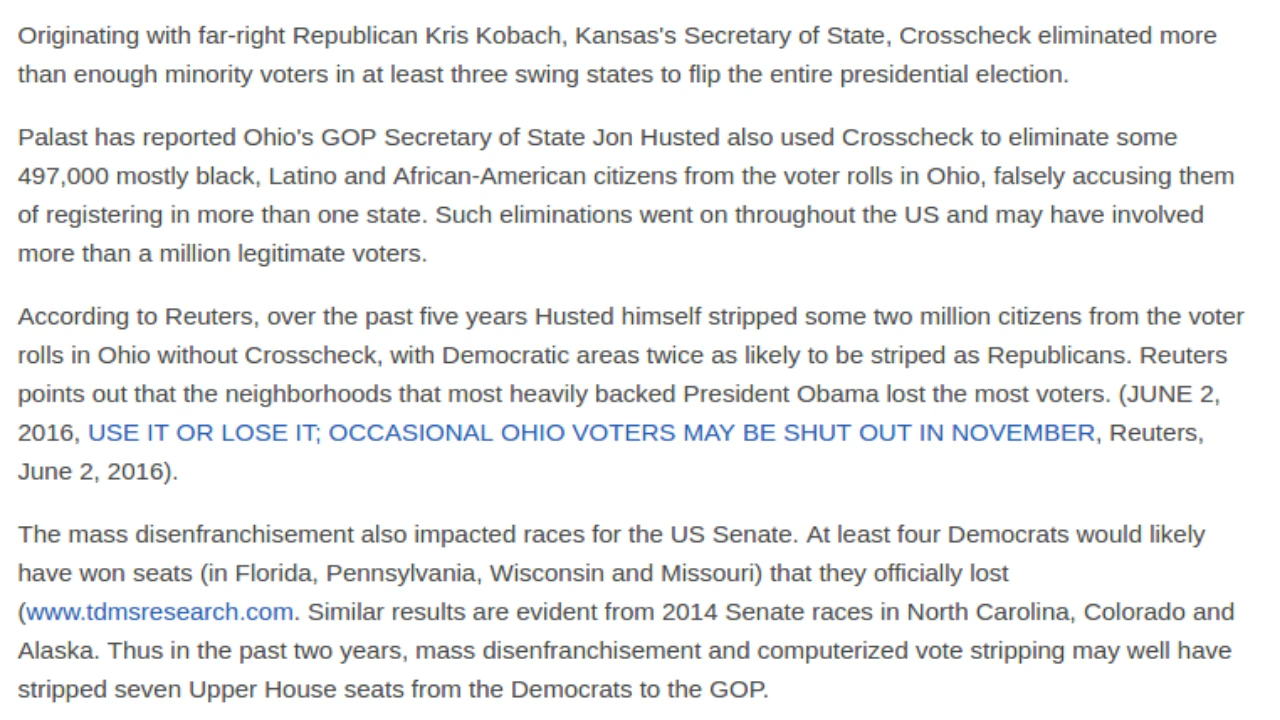 Originating with far-right Republican Kris Kobach, Kansas's Secretary of State, Crosscheck eliminated more
than enough minority voters in at least three swing states to flip the entire presidential election.
Palast has reported Ohio's GOP Secretary of State Jon Husted also used Crosscheck to eliminate some
497,000 mostly black, Latino and African-American citizens from the voter rolls in Ohio, falsely accusing them
of registering in more than one state. Such eliminations went on throughout the US and may have involved
more than a million legitimate voters.
According to Reuters, over the past five years Husted himself stripped some two million citizens from the voter
rolls in Ohio without Crosscheck, with Democratic areas twice as likely to be striped as Republicans. Reuters
points out that the neighborhoods that most heavily backed President Obama lost the most voters. (JUNE 2,
2016, USE IT OR LOSE IT; OCCASIONAL OHIO VOTERS MAY BE SHUT OUT IN NOVEMBER, Reuters,
June 2, 2016).
The mass disenfranchisement also impacted races for the US Senate. At least four Democrats would likely
have won seats (in Florida, Pennsylvania, Wisconsin and Missouri) that they officially lost
(www.tdmsresearch.com. Similar results are evident from 2014 Senate races in North Carolina, Colorado and
Alaska. Thus in the past two years, mass disenfranchisement and computerized vote stripping may well have
stripped seven Upper House seats from the Democrats to the GOP.